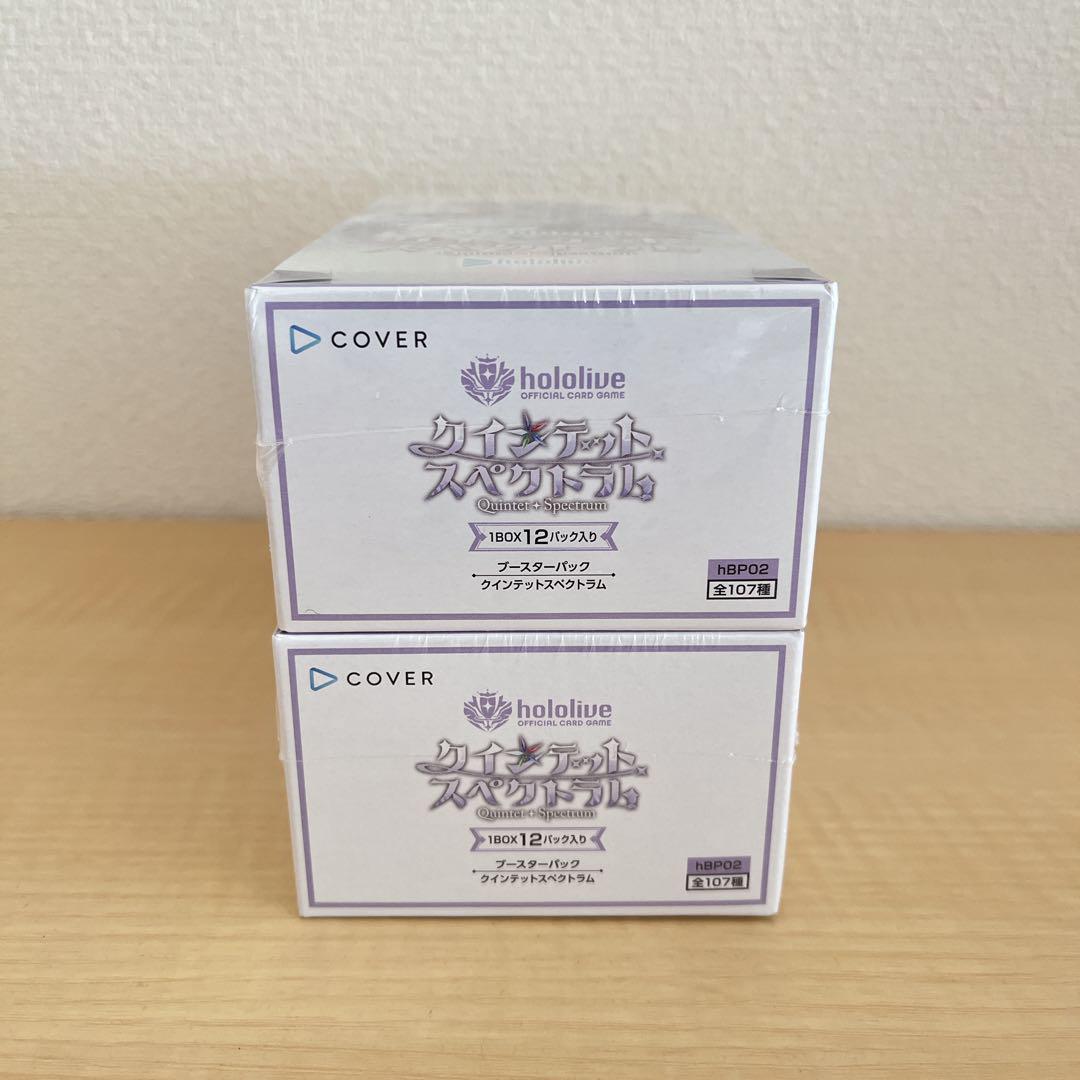 hololive
COVER
hololive
OFFICIAL CARD GAME
クインテット
スペクトラム
Quintet Spectrum
1BOX12パック入り
ブースターパック
クインテットスペクトラム
hBP02
全107種
COVER
hololive
OFFICIAL CARD GAME
クインテット
スペクトラム
Quintet Spectrum
1BOX12パック入り
ブースターパック
クインテットスペクトラム
hBP02
全107種